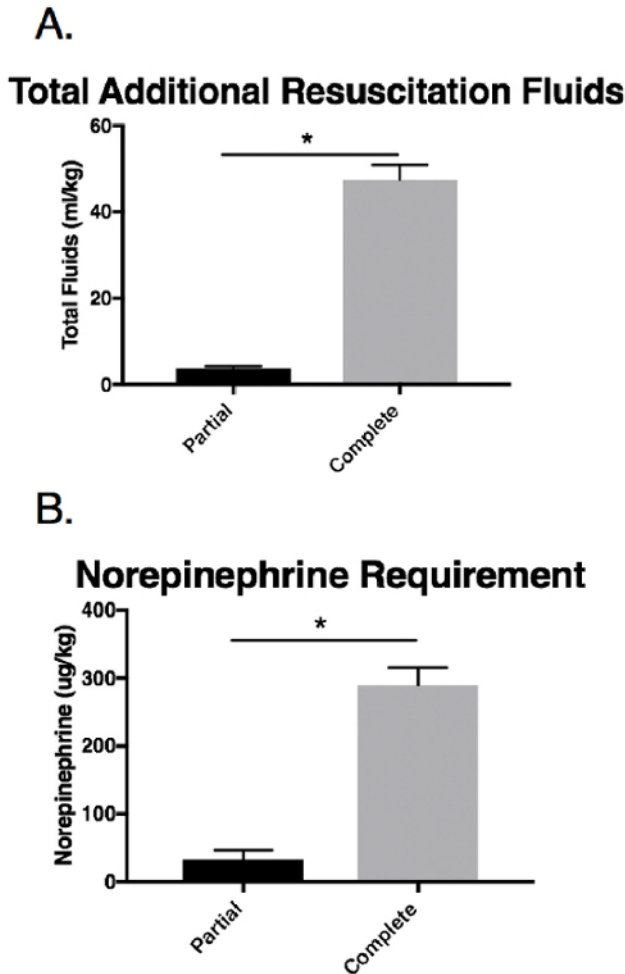 A.
Total Additional Resuscitation Fluids
60
40
20
0
Total Fluids (ml/kg)
*
Partial
Complete
B.
Norepinephrine Requirement
400
300
200
100
0
Norepinephrine (ug/kg)
*
Partial
Complete